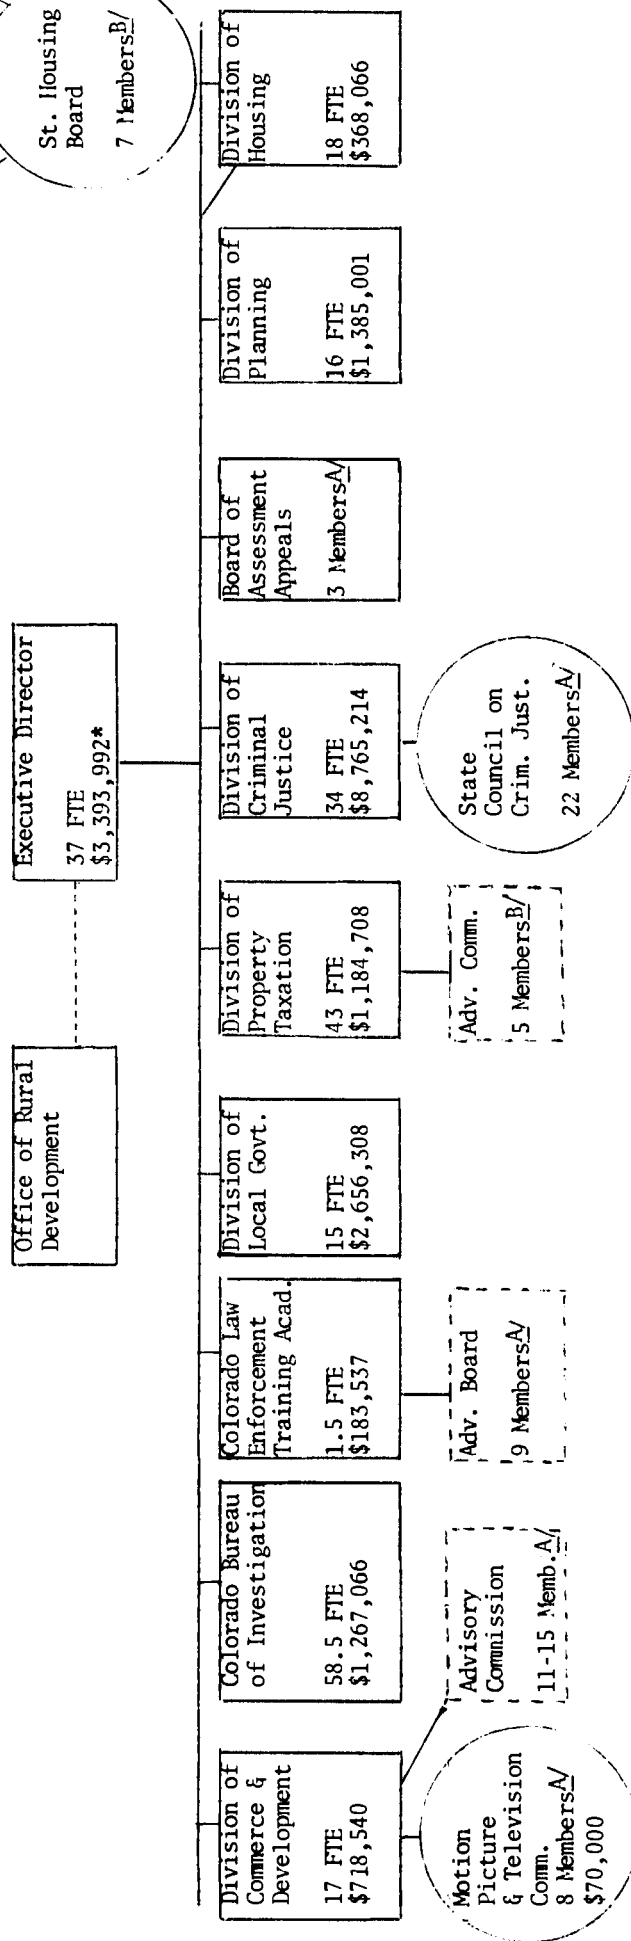 Office of Rural
Development
Executive Director
37 FTE
$3,393,992*
St. Housing
Board
7 MembersB/
Division of
Commerce &
Development
17 FTE
$718,540
Colorado Bureau
of Investigation
58.5 FTE
$1,267,066
Colorado Law
Enforcement
Training Acad.
1.5 FTE
$183,537
Division of
Local Govt.
15 FTE
$2,656,308
Division of
Property
Taxation
43 FTE
$1,184,708
Division of
Criminal
Justice
34 FTE
$8,765,214
Board of
Assessment
Appeals
3 MembersA/
Division of
Planning
16 FTE
$1,385,001
Division of
Housing
18 FTE
$368,066
Motion
Picture
& Television
Comm.
8 MembersA/
$70,000
Advisory
Commission
11-15 Memb.A/
Adv. Board
9 MembersA/
Adv. Comm.
5 MembersB/
State
Council on
Crim. Just.
22 MembersA/